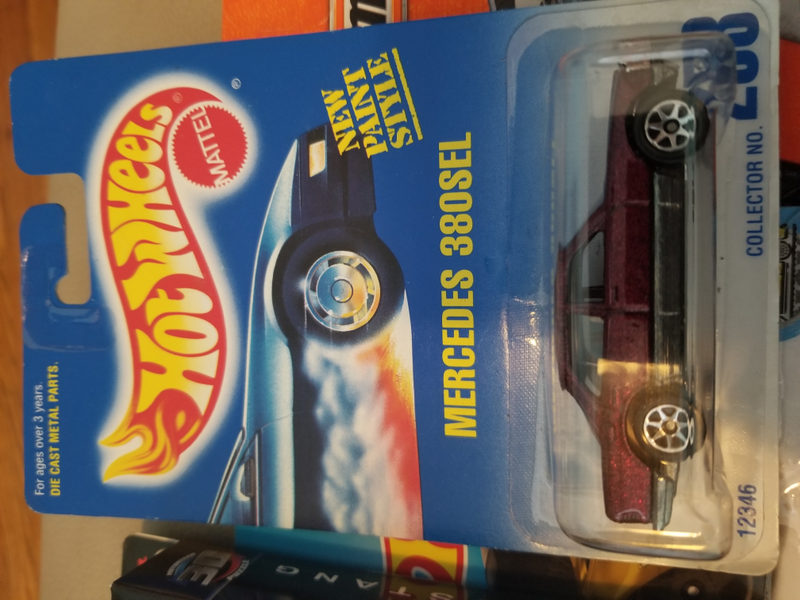 For ages over 3 years.
DIE CAST METAL PARTS.
HOT WHEELS
®
MATTEL
®
NEW
PAINT
STYLE
MERCEDES 380SEL
12346
COLLECTOR NO.
STANG